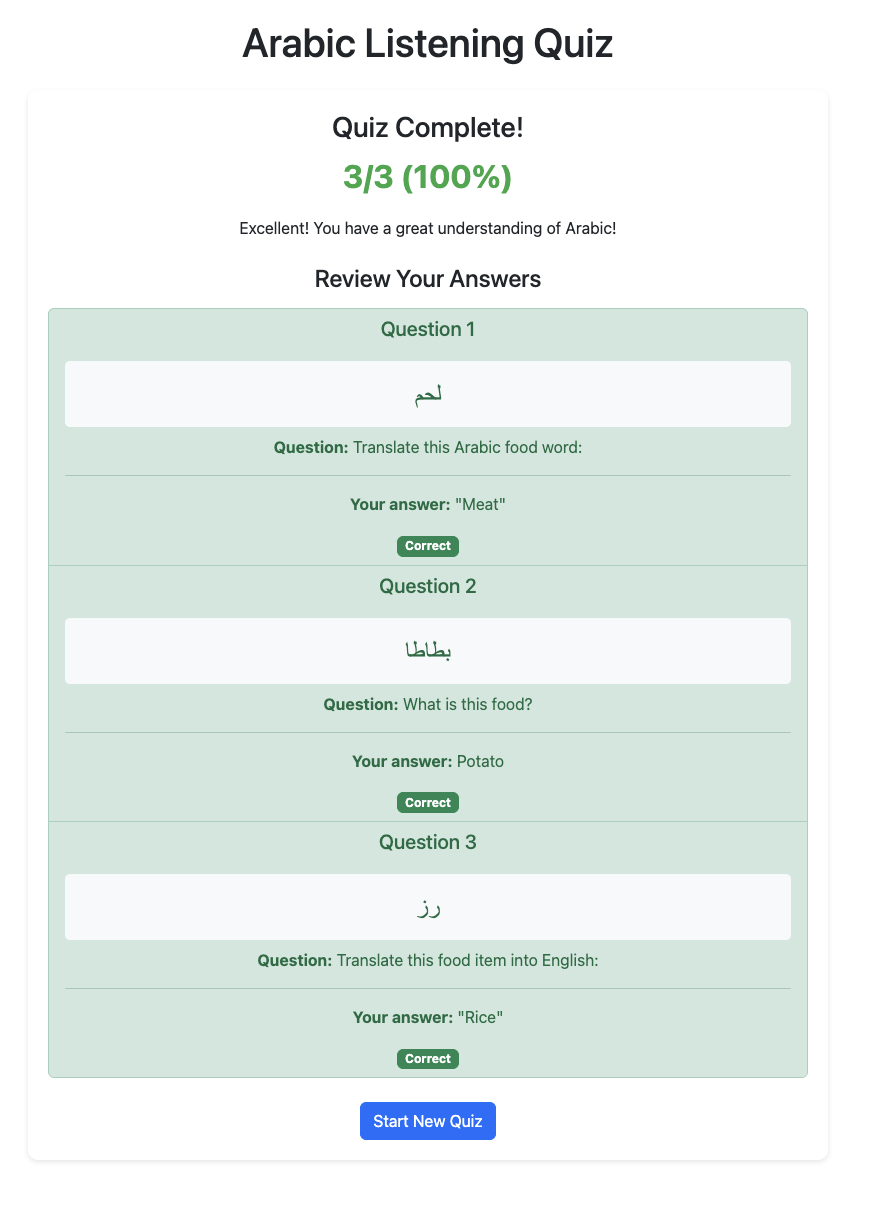 Arabic Listening Quiz
Quiz Complete!
3/3 (100%)
Excellent! You have a great understanding of Arabic!
Review Your Answers
Question 1
لحم
Question: Translate this Arabic food word:
Your answer: "Meat"
Correct
Question 2
بطاطا
Question: What is this food?
Your answer: Potato
Correct
Question 3
رز
Question: Translate this food item into English:
Your answer: "Rice"
Correct
Start New Quiz